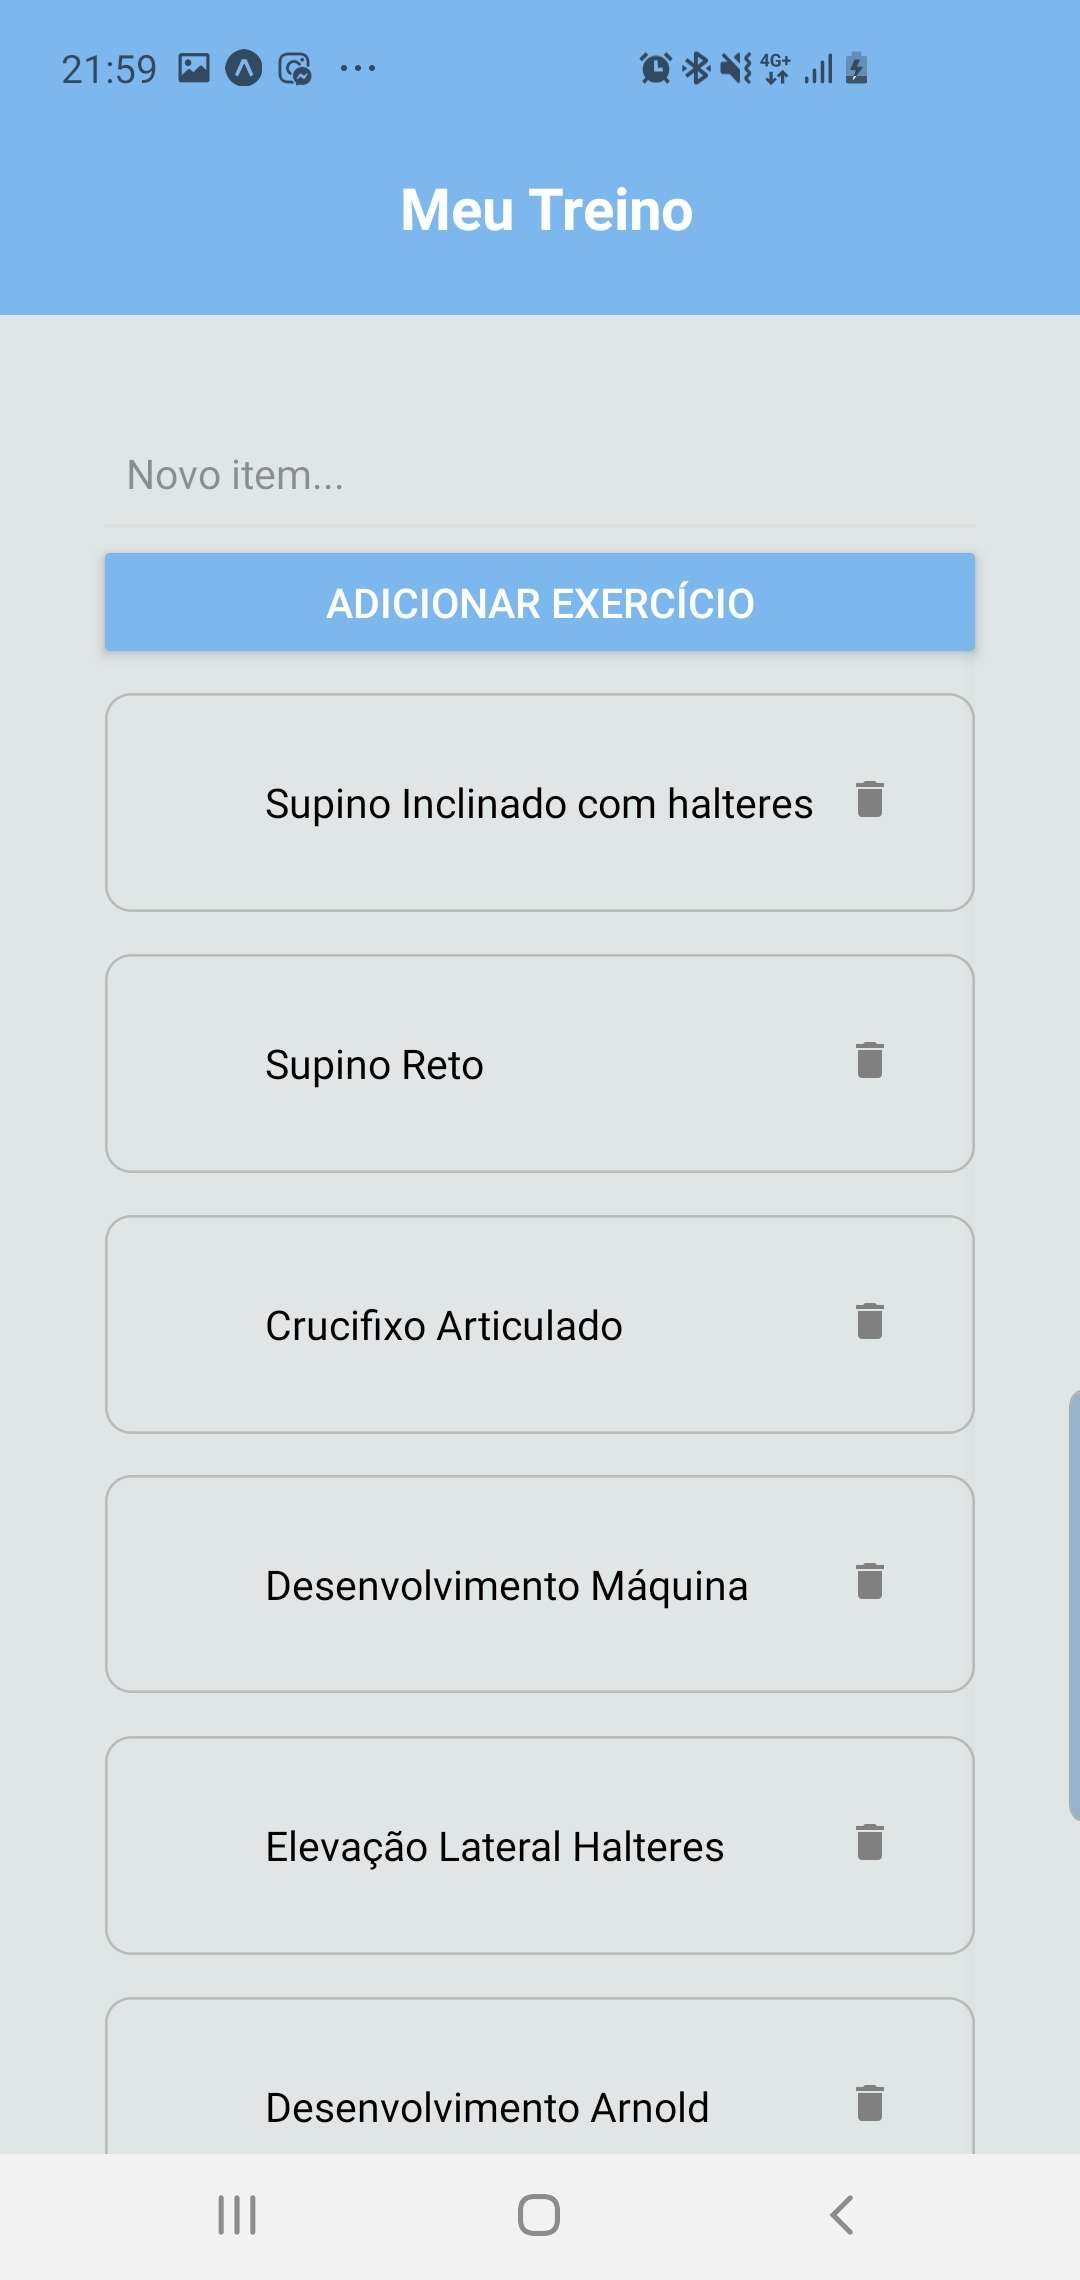 21:59
4G+
Meu Treino
Novo item...
ADICIONAR EXERCÍCIO
Supino Inclinado com halteres
Supino Reto
Crucifixo Articulado
Desenvolvimento Máquina
Elevação Lateral Halteres
Desenvolvimento Arnold